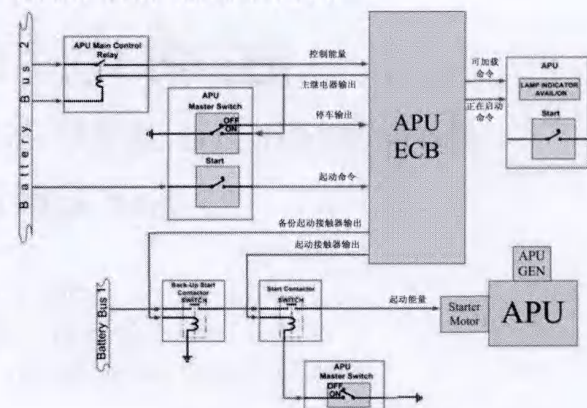 Battery Bus 2
APU Main Control
Relay
控制能量
主继电器输出
APU
Master Switch
OFF
ON
停车输出
Start
起动命令
备份起动接触器输出
起动接触器输出
APU
ECB
可加载
命令
正在启动
命令
APU
LAMP INDICATOR
AVAIL/ON
Start
Battery Bus 1
Back-Up Start
Contactor
SWITCH
Start Contactor
SWITCH
起动能量
Starter
Motor
APU
GEN
APU
APU
Master Switch
OFF
ON